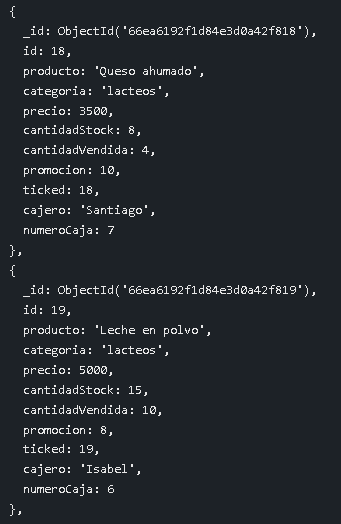 {
_id: ObjectId('66ea6192f1d84e3d0a42f818'),
id: 18,
producto: 'Queso ahumado',
categoria: 'lacteos',
precio: 3500,
cantidadStock: 8,
cantidadVendida: 4,
promocion: 10,
ticked: 18,
cajero: 'Santiago',
numeroCaja: 7
},
{
_id: ObjectId('66ea6192f1d84e3d0a42f819'),
id: 19,
producto: 'Leche en polvo',
categoria: 'lacteos',
precio: 5000,
cantidadStock: 15,
cantidadVendida: 10,
promocion: 8,
ticked: 19,
cajero: 'Isabel',
numeroCaja: 6
},